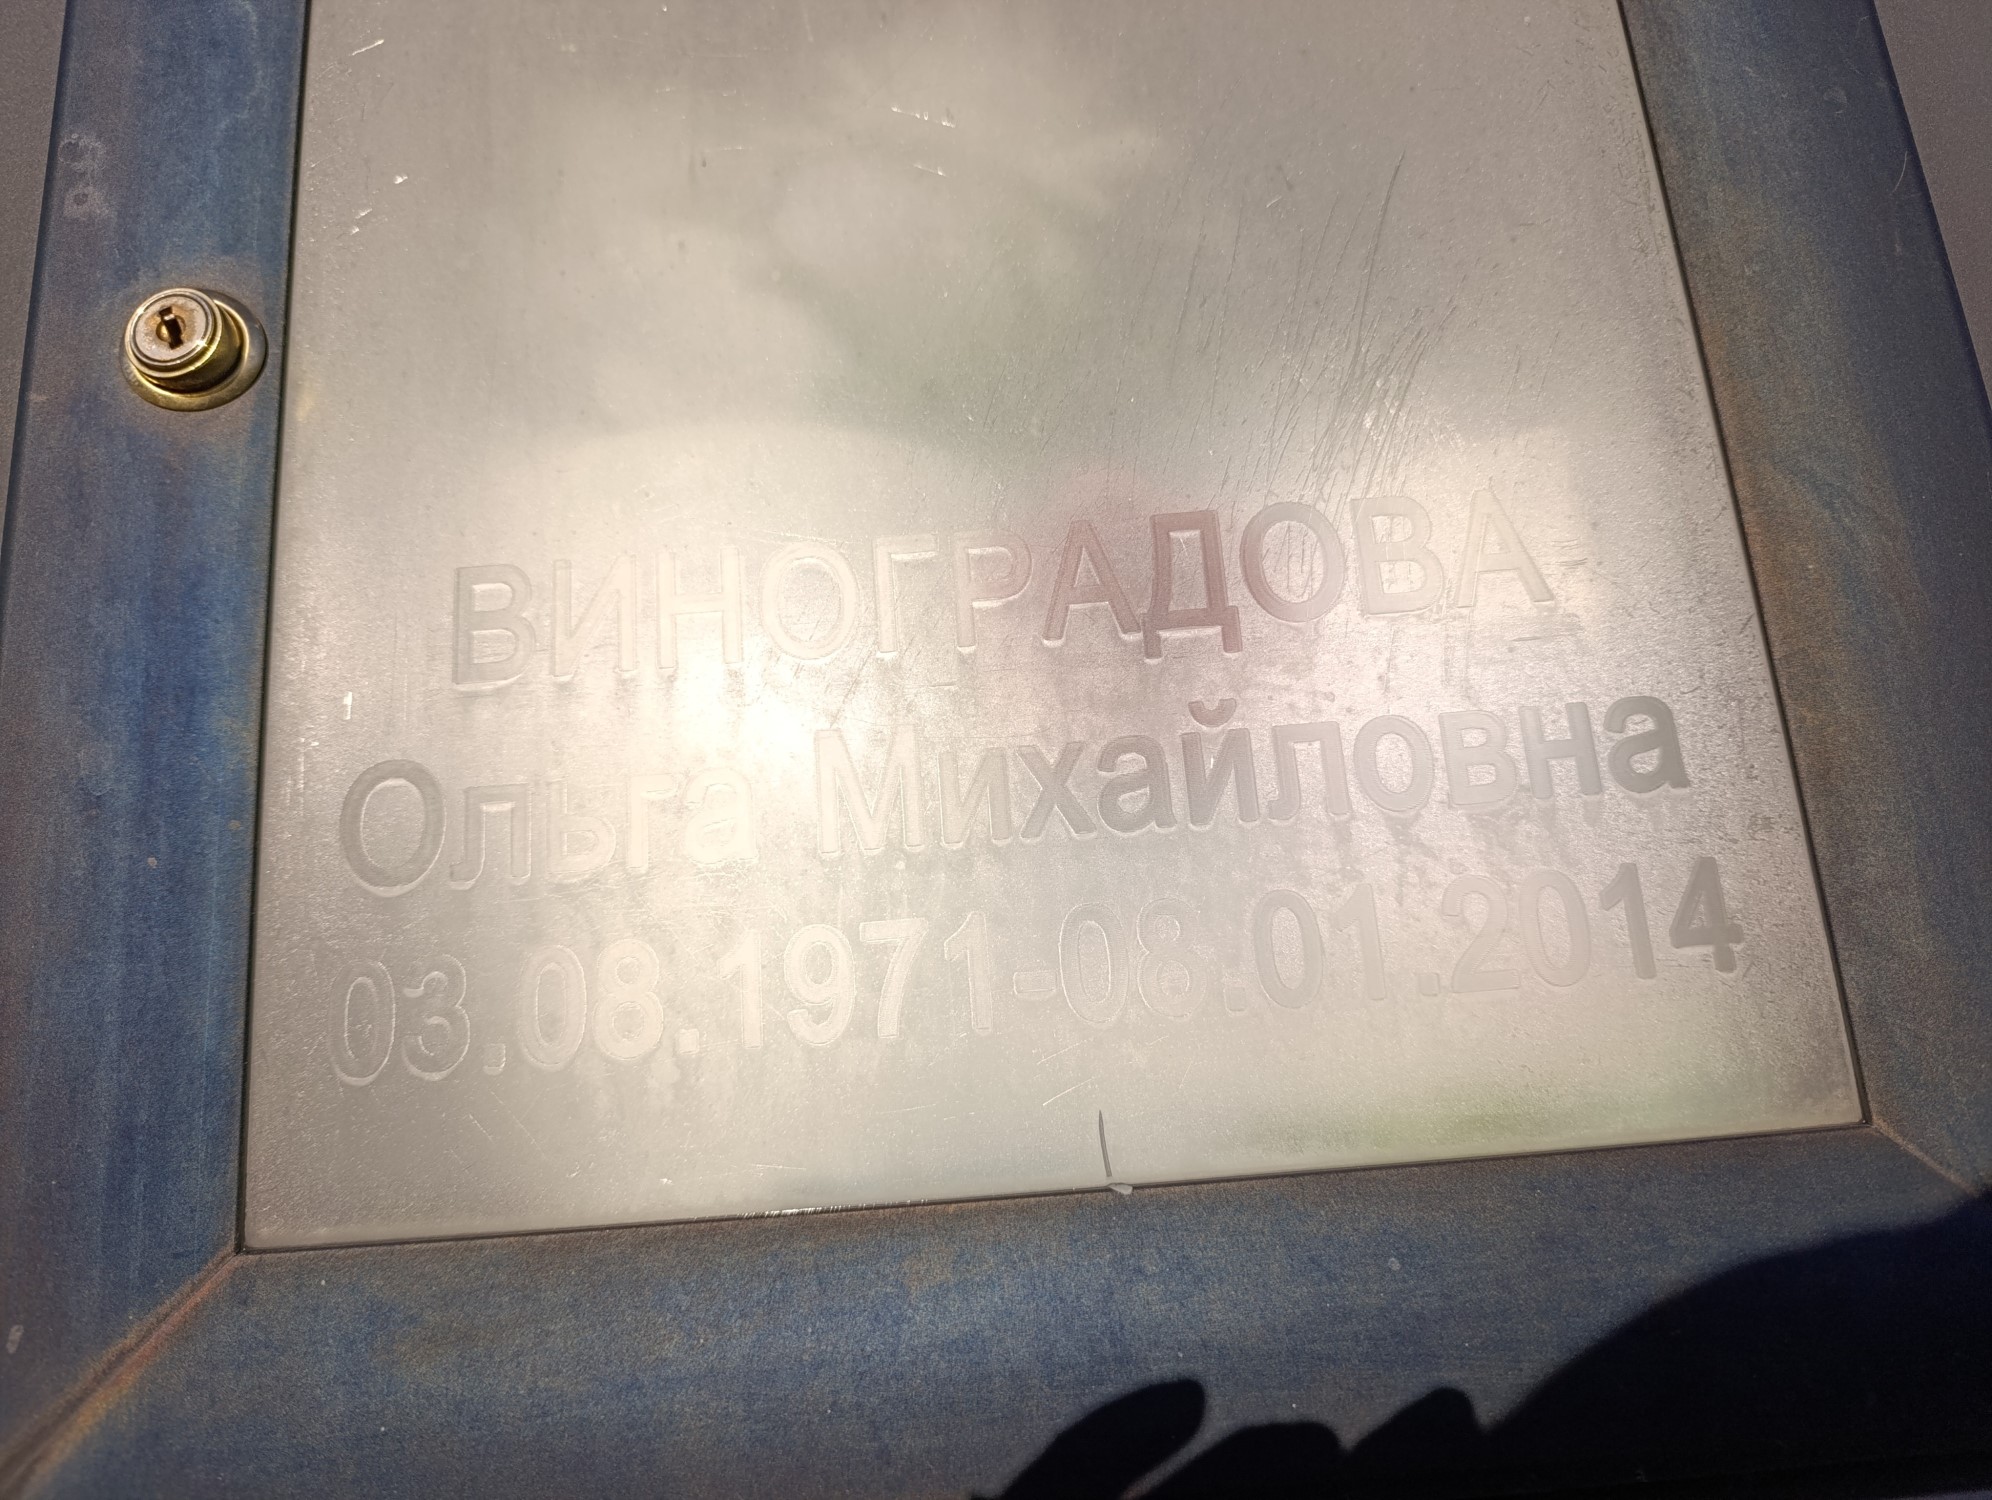 ВИНОГРАДОВА
Ольга Михайловна
03.08.1971-08.01.2014